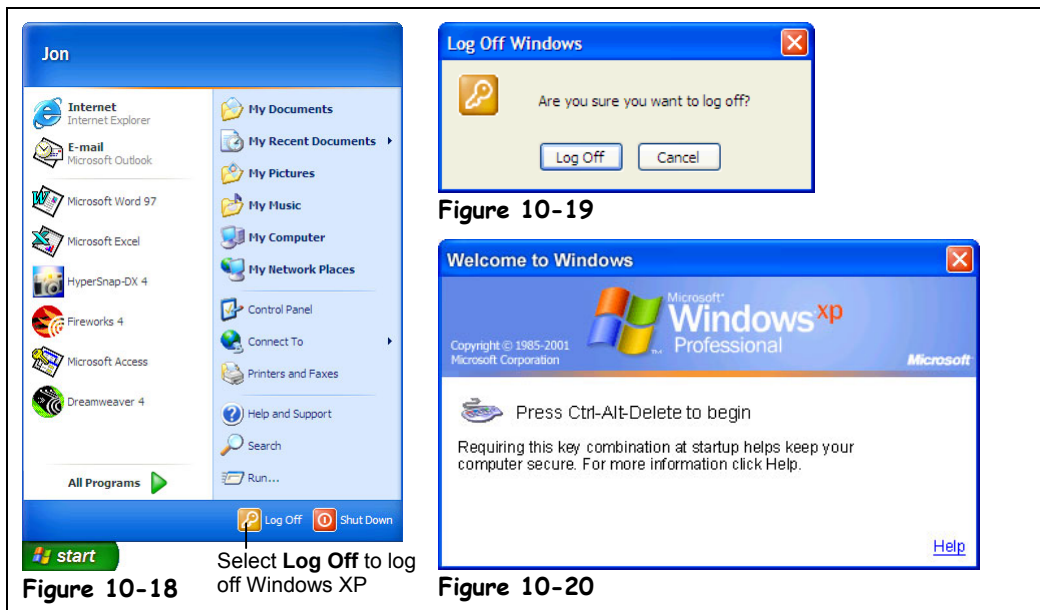 Jon
Internet
Internet Explorer
E-mail
Microsoft Outlook
Microsoft Word 97
Microsoft Excel
HyperSnap-DX 4
Fireworks 4
Microsoft Access
Dreamweaver 4
All Programs
My Documents
My Recent Documents
My Pictures
My Music
My Computer
My Network Places
Control Panel
Connect To
Printers and Faxes
Help and Support
Search
Run...
Log Off
Shut Down
start
Select Log Off to log
off Windows XP
Figure 10-18
Log Off Windows
Are you sure you want to log off?
Log Off
Cancel
Figure 10-19
Welcome to Windows
Microsoft
Windows xp
Professional
Copyright © 1985-2001
Microsoft Corporation
Microsoft
Press Ctrl-Alt-Delete to begin
Requiring this key combination at startup helps keep your
computer secure. For more information click Help.
Help
Figure 10-20